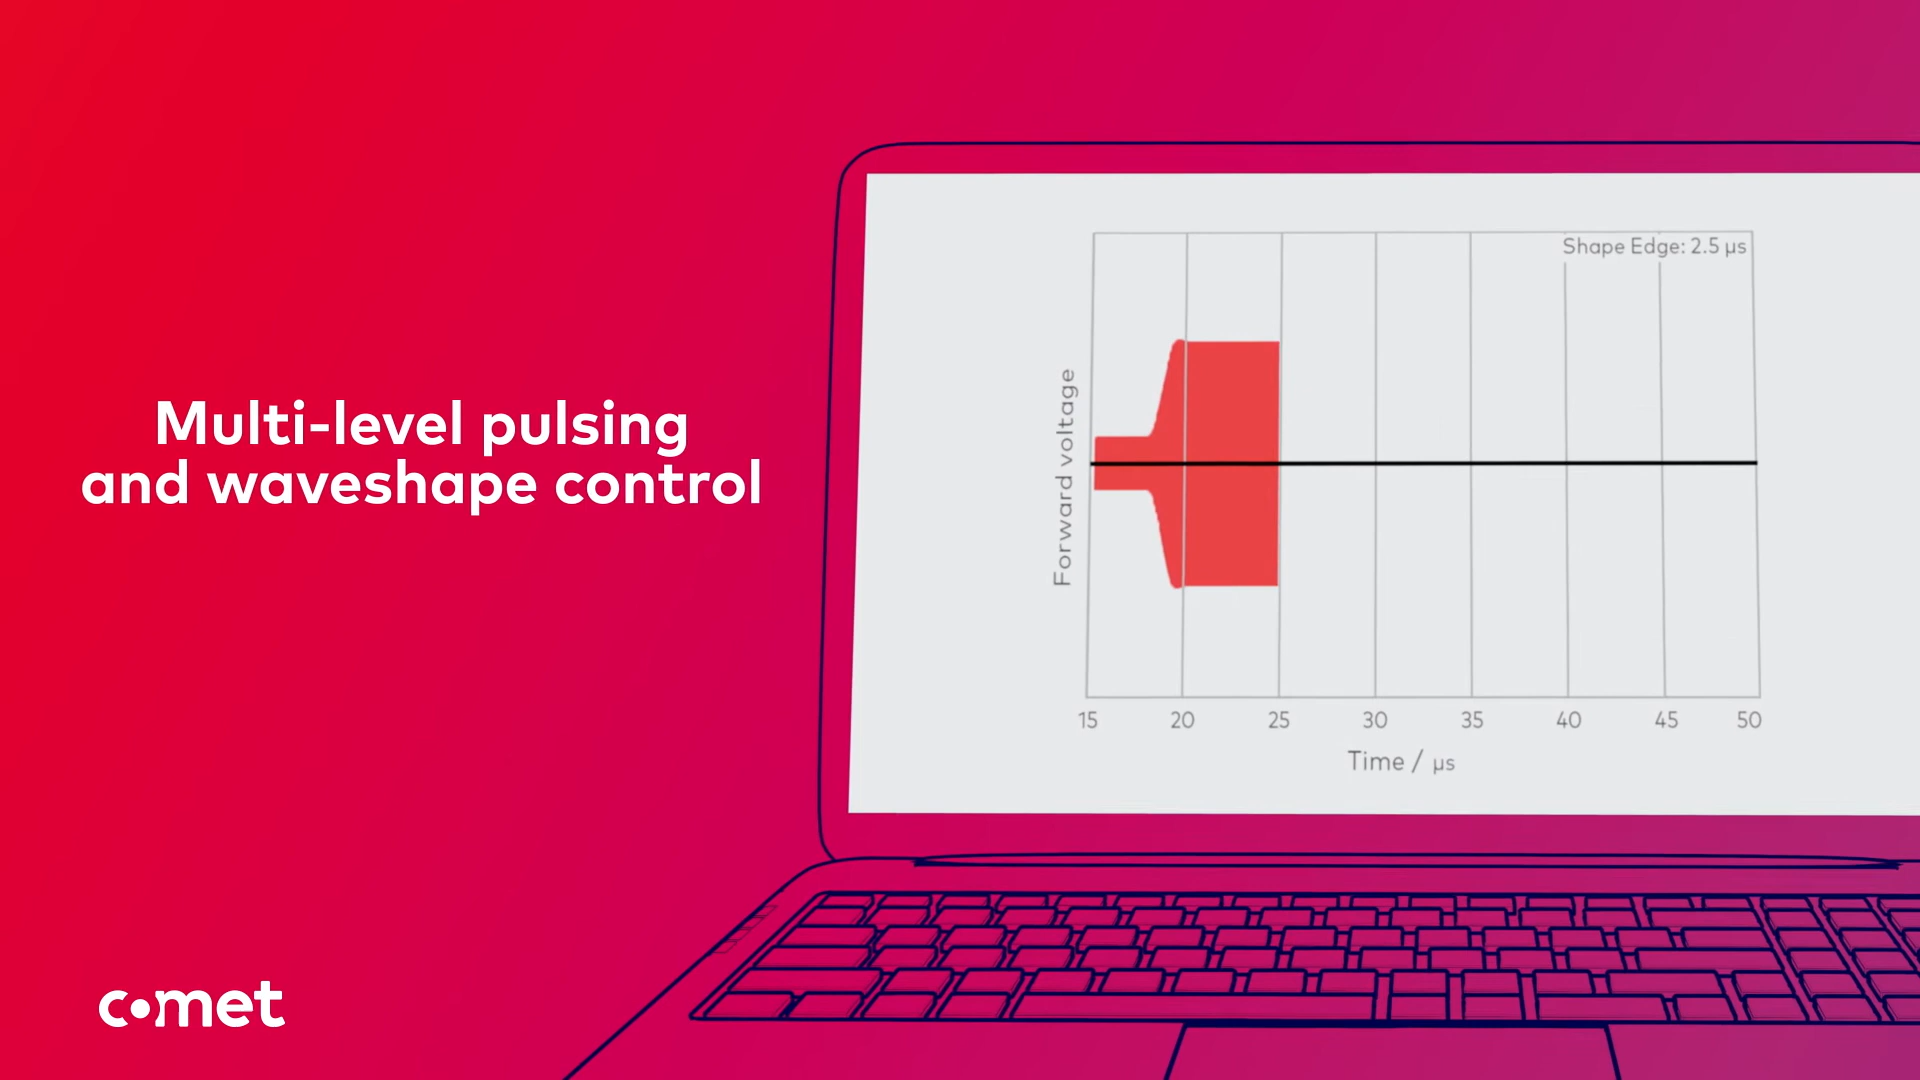 Multi-level pulsing
and waveshape control
Shape Edge: 2.5 µs
Forward voltage
15 20 25 30 35 40 45 50
Time / µs
comet